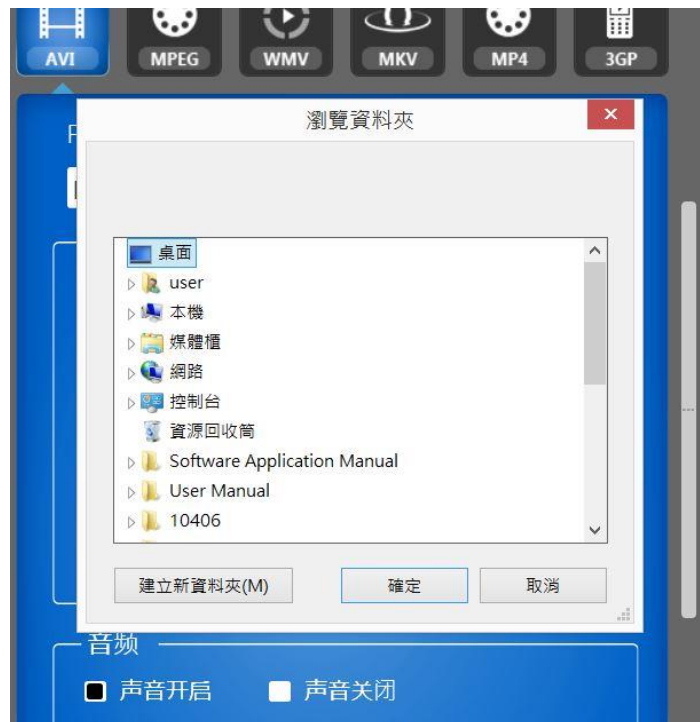 AVI MPEG WMV MKV MP4 3GP
瀏覽資料夾
桌面
user
本機
媒體櫃
網路
控制台
資源回收筒
Software Application Manual
User Manual
10406
建立新資料夾(M) 確定 取消
音频
声音开启 声音关闭